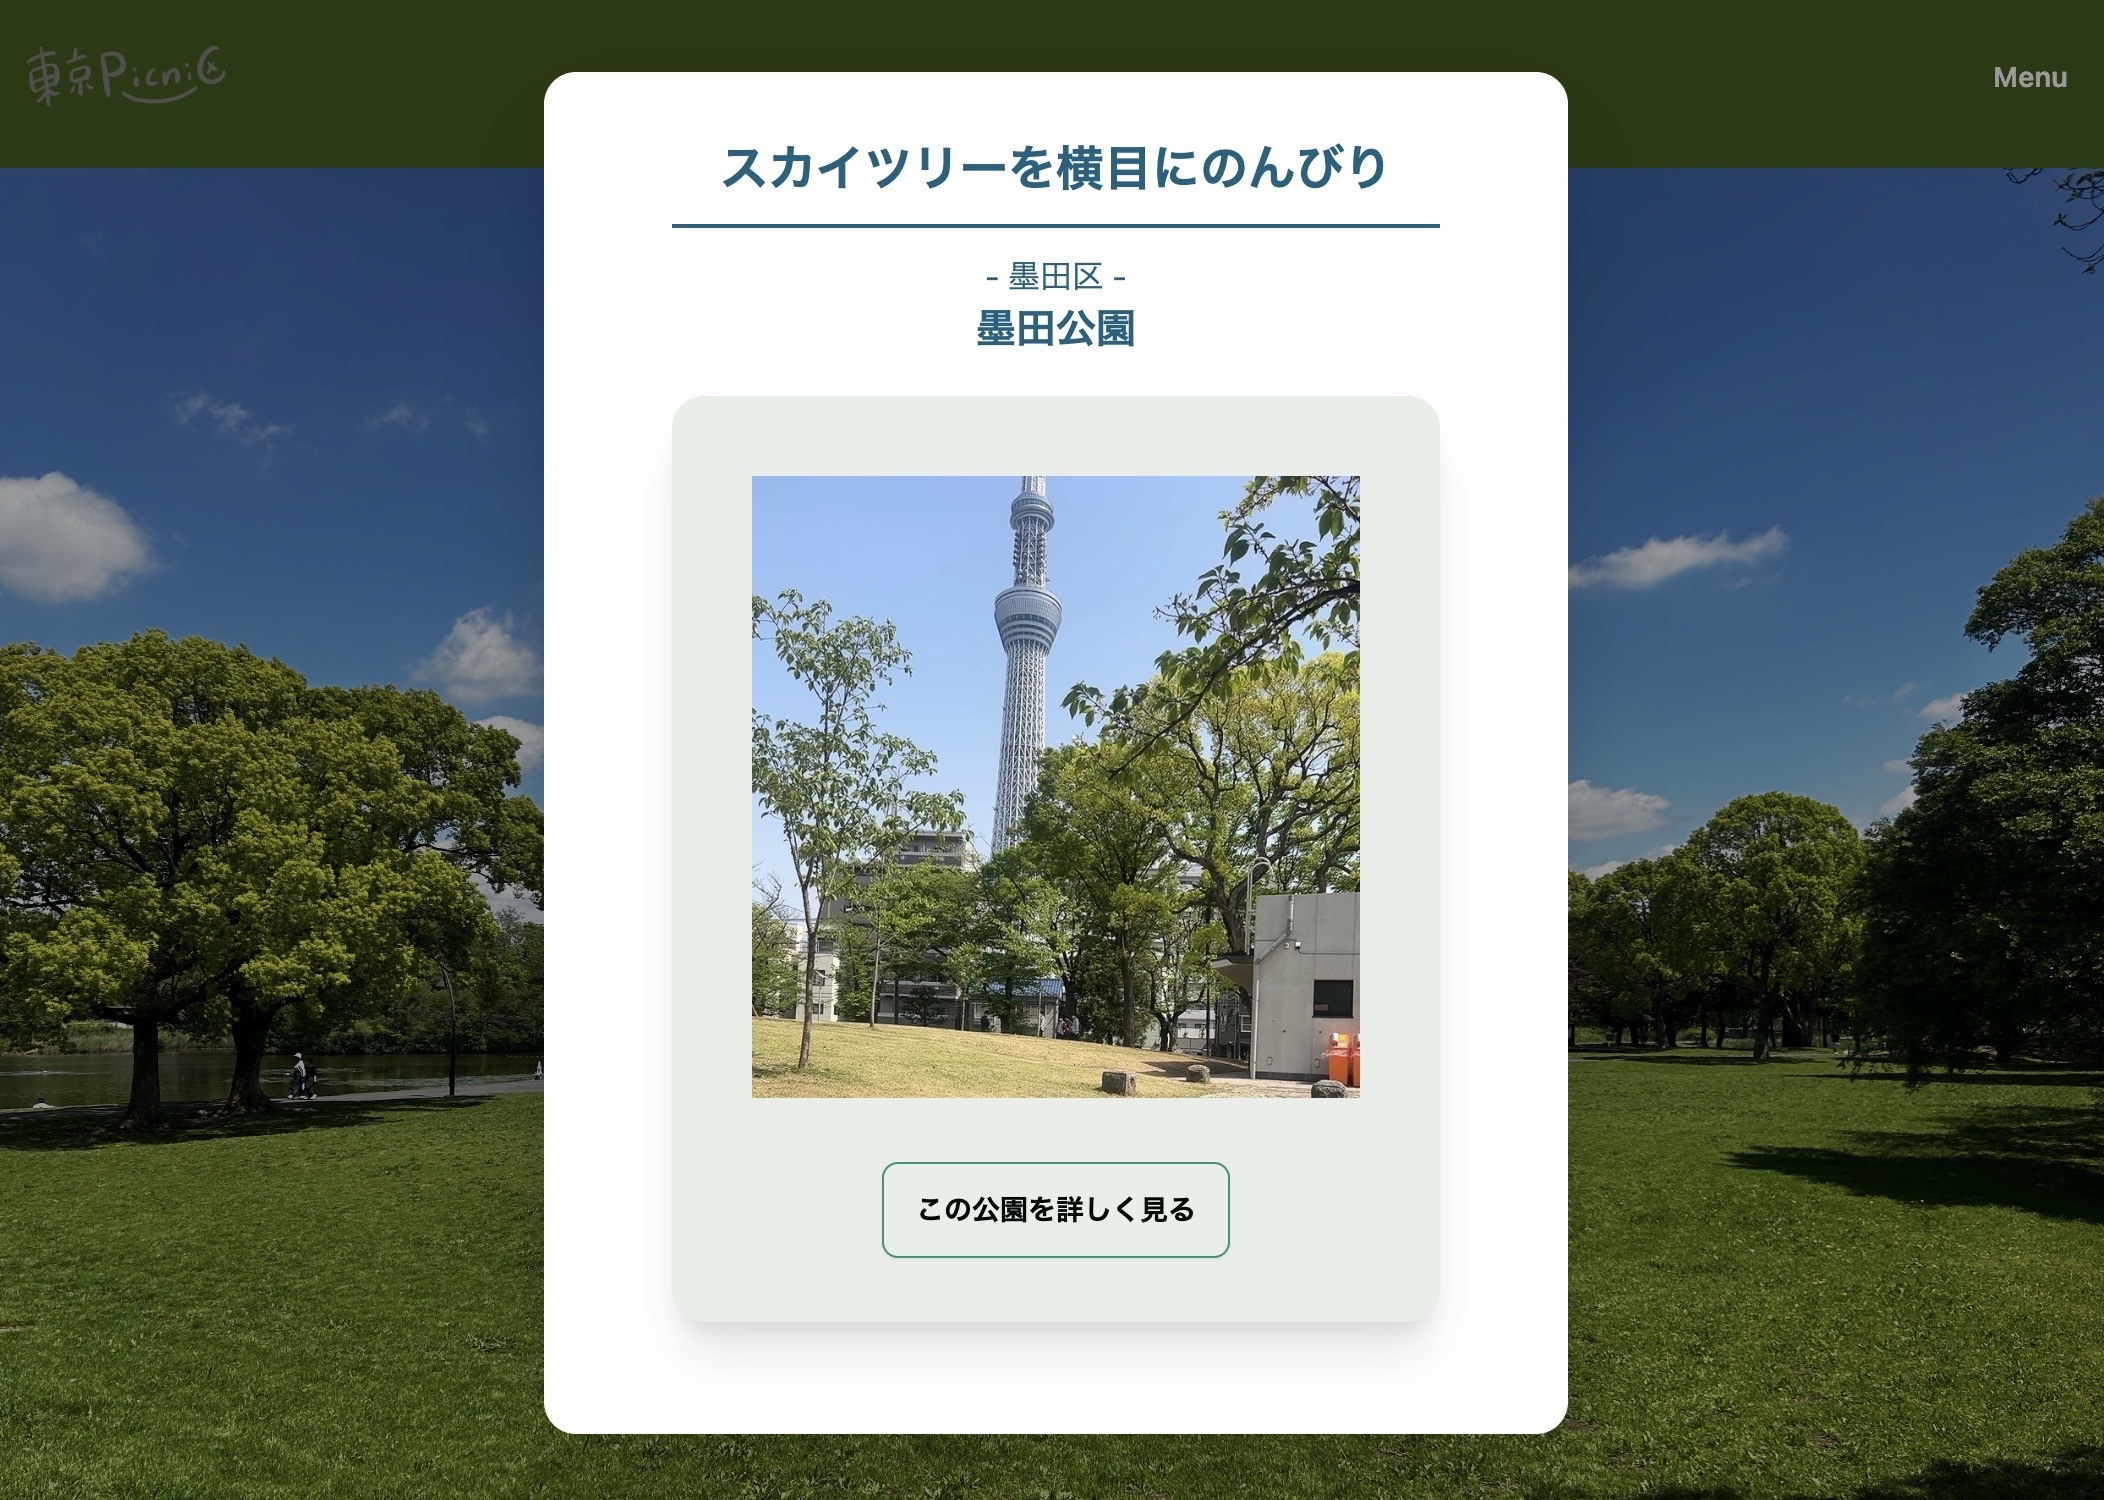 東京PicniC
Menu
スカイツリーを横目にのんびり
- 墨田区 -
墨田公園
この公園を詳しく見る